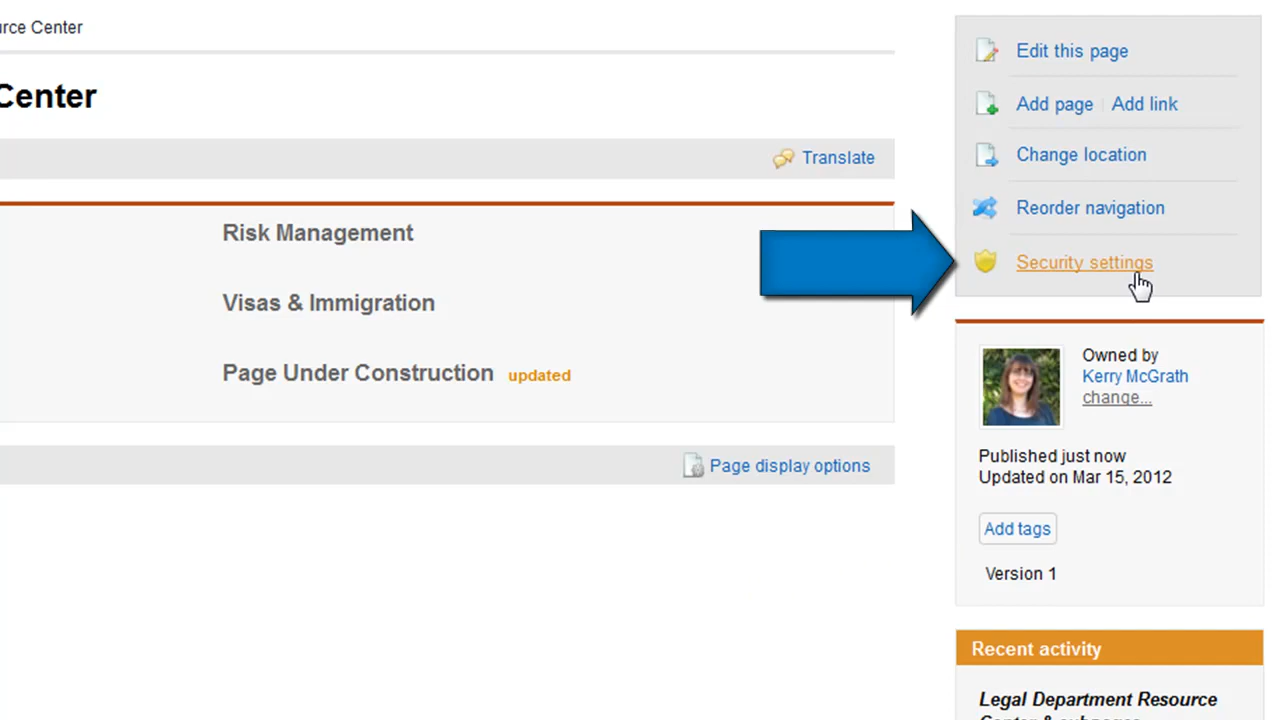 rce Center
Center
Translate
Risk Management
Visas & Immigration
Page Under Construction updated
Page display options
Edit this page
Add page Add link
Change location
Reorder navigation
Security settings
Owned by
Kerry McGrath
change...
Published just now
Updated on Mar 15, 2012
Add tags
Version 1
Recent activity
Legal Department Resource
Center & subpages